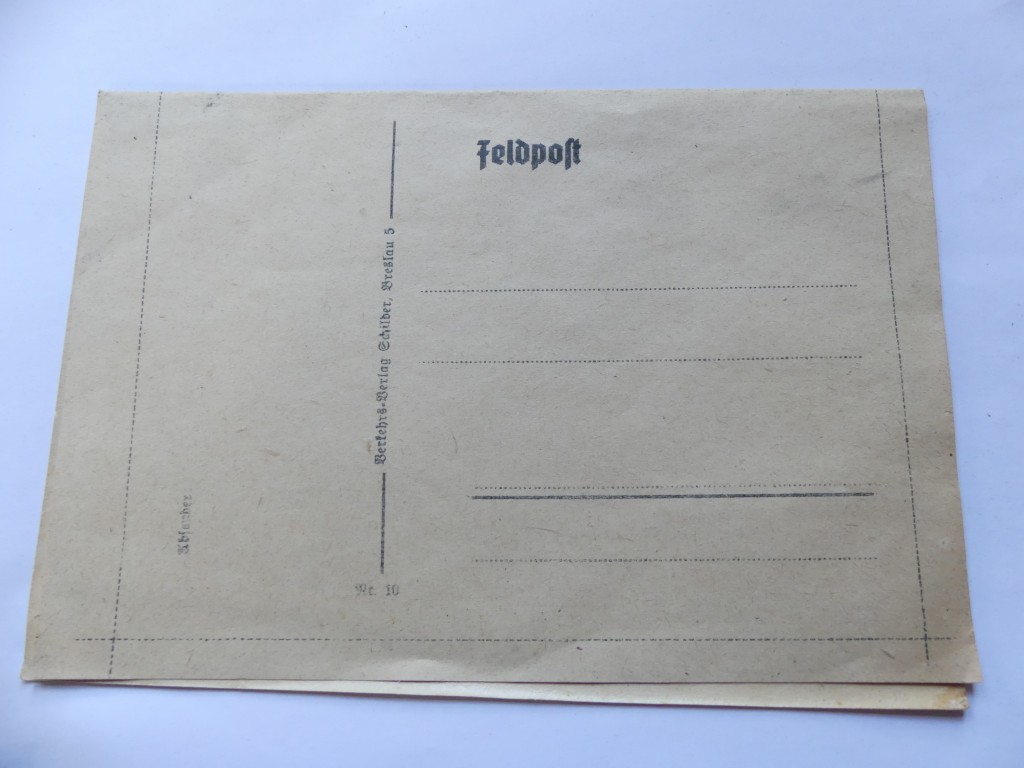 Feldpost
Verkehrs-Verlag Schilder, Breslau 5
Absender:
Nr. 10